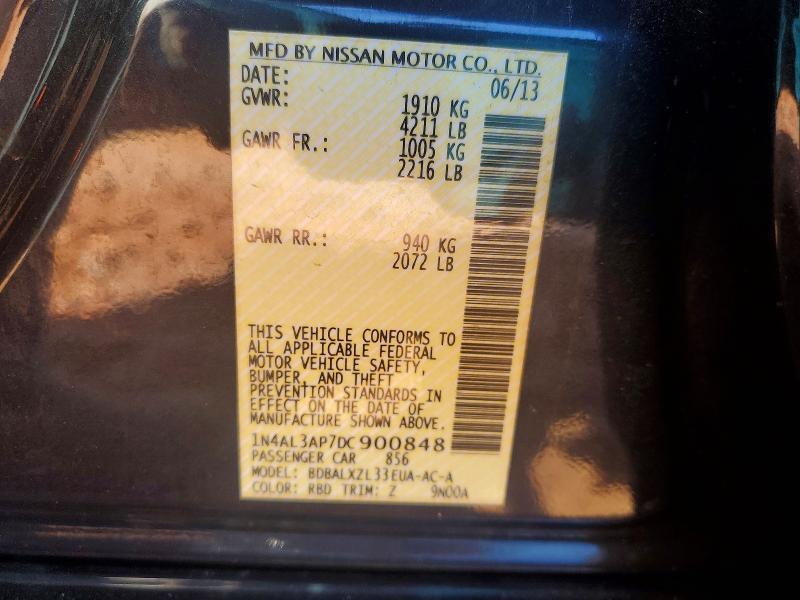 MFD BY NISSAN MOTOR CO., LTD.
DATE: 06/13
GVWR: 1910 KG
4211 LB
GAWR FR.: 1005 KG
2216 LB
GAWR RR.: 940 KG
2072 LB
THIS VEHICLE CONFORMS TO
ALL APPLICABLE FEDERAL
MOTOR VEHICLE SAFETY,
BUMPER, AND THEFT
PREVENTION STANDARDS IN
EFFECT ON THE DATE OF
MANUFACTURE SHOWN ABOVE.
1N4AL3AP7DC900848
PASSENGER CAR 856
MODEL: BDBALXZL33EUA-AC-A
COLOR: RBD TRIM: Z 9N00A